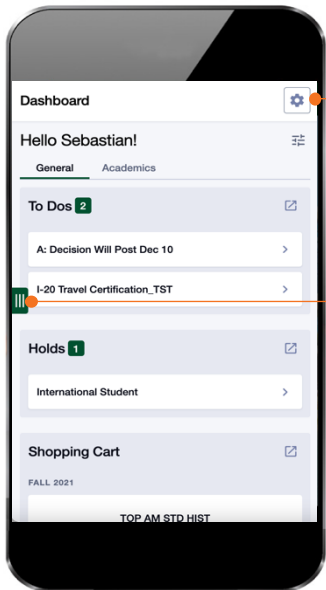 Dashboard
Hello Sebastian!
General Academics
To Dos 2
A: Decision Will Post Dec 10
I-20 Travel Certification_TST
Holds 1
International Student
Shopping Cart
FALL 2021
TOP AM STD HIST